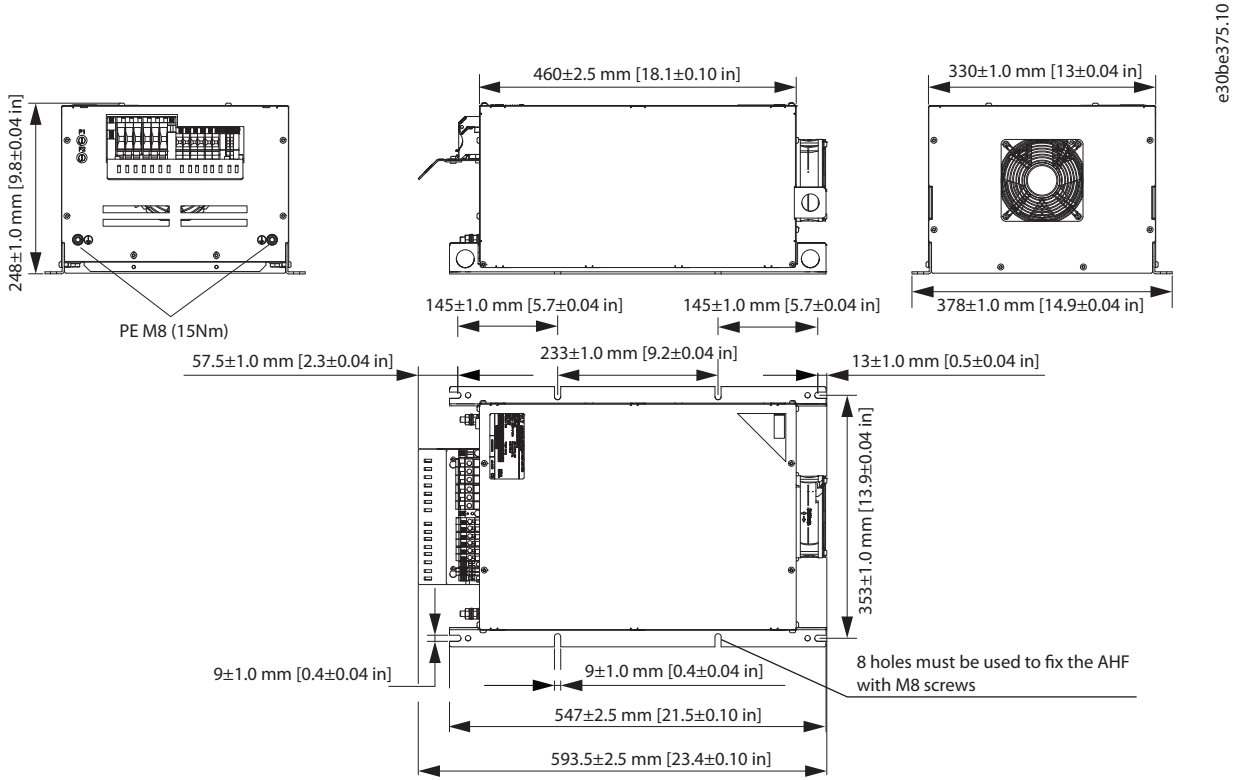 e30be375.10
460±2.5 mm [18.1±0.10 in]
330±1.0 mm [13±0.04 in]
248±1.0 mm [9.8±0.04 in]
145±1.0 mm [5.7±0.04 in]
145±1.0 mm [5.7±0.04 in]
378±1.0 mm [14.9±0.04 in]
PE M8 (15Nm)
57.5±1.0 mm [2.3±0.04 in]
233±1.0 mm [9.2±0.04 in]
13±1.0 mm [0.5±0.04 in]
353±1.0 mm [13.9±0.04 in]
9±1.0 mm [0.4±0.04 in]
9±1.0 mm [0.4±0.04 in]
8 holes must be used to fix the AHF
with M8 screws
547±2.5 mm [21.5±0.10 in]
593.5±2.5 mm [23.4±0.10 in]